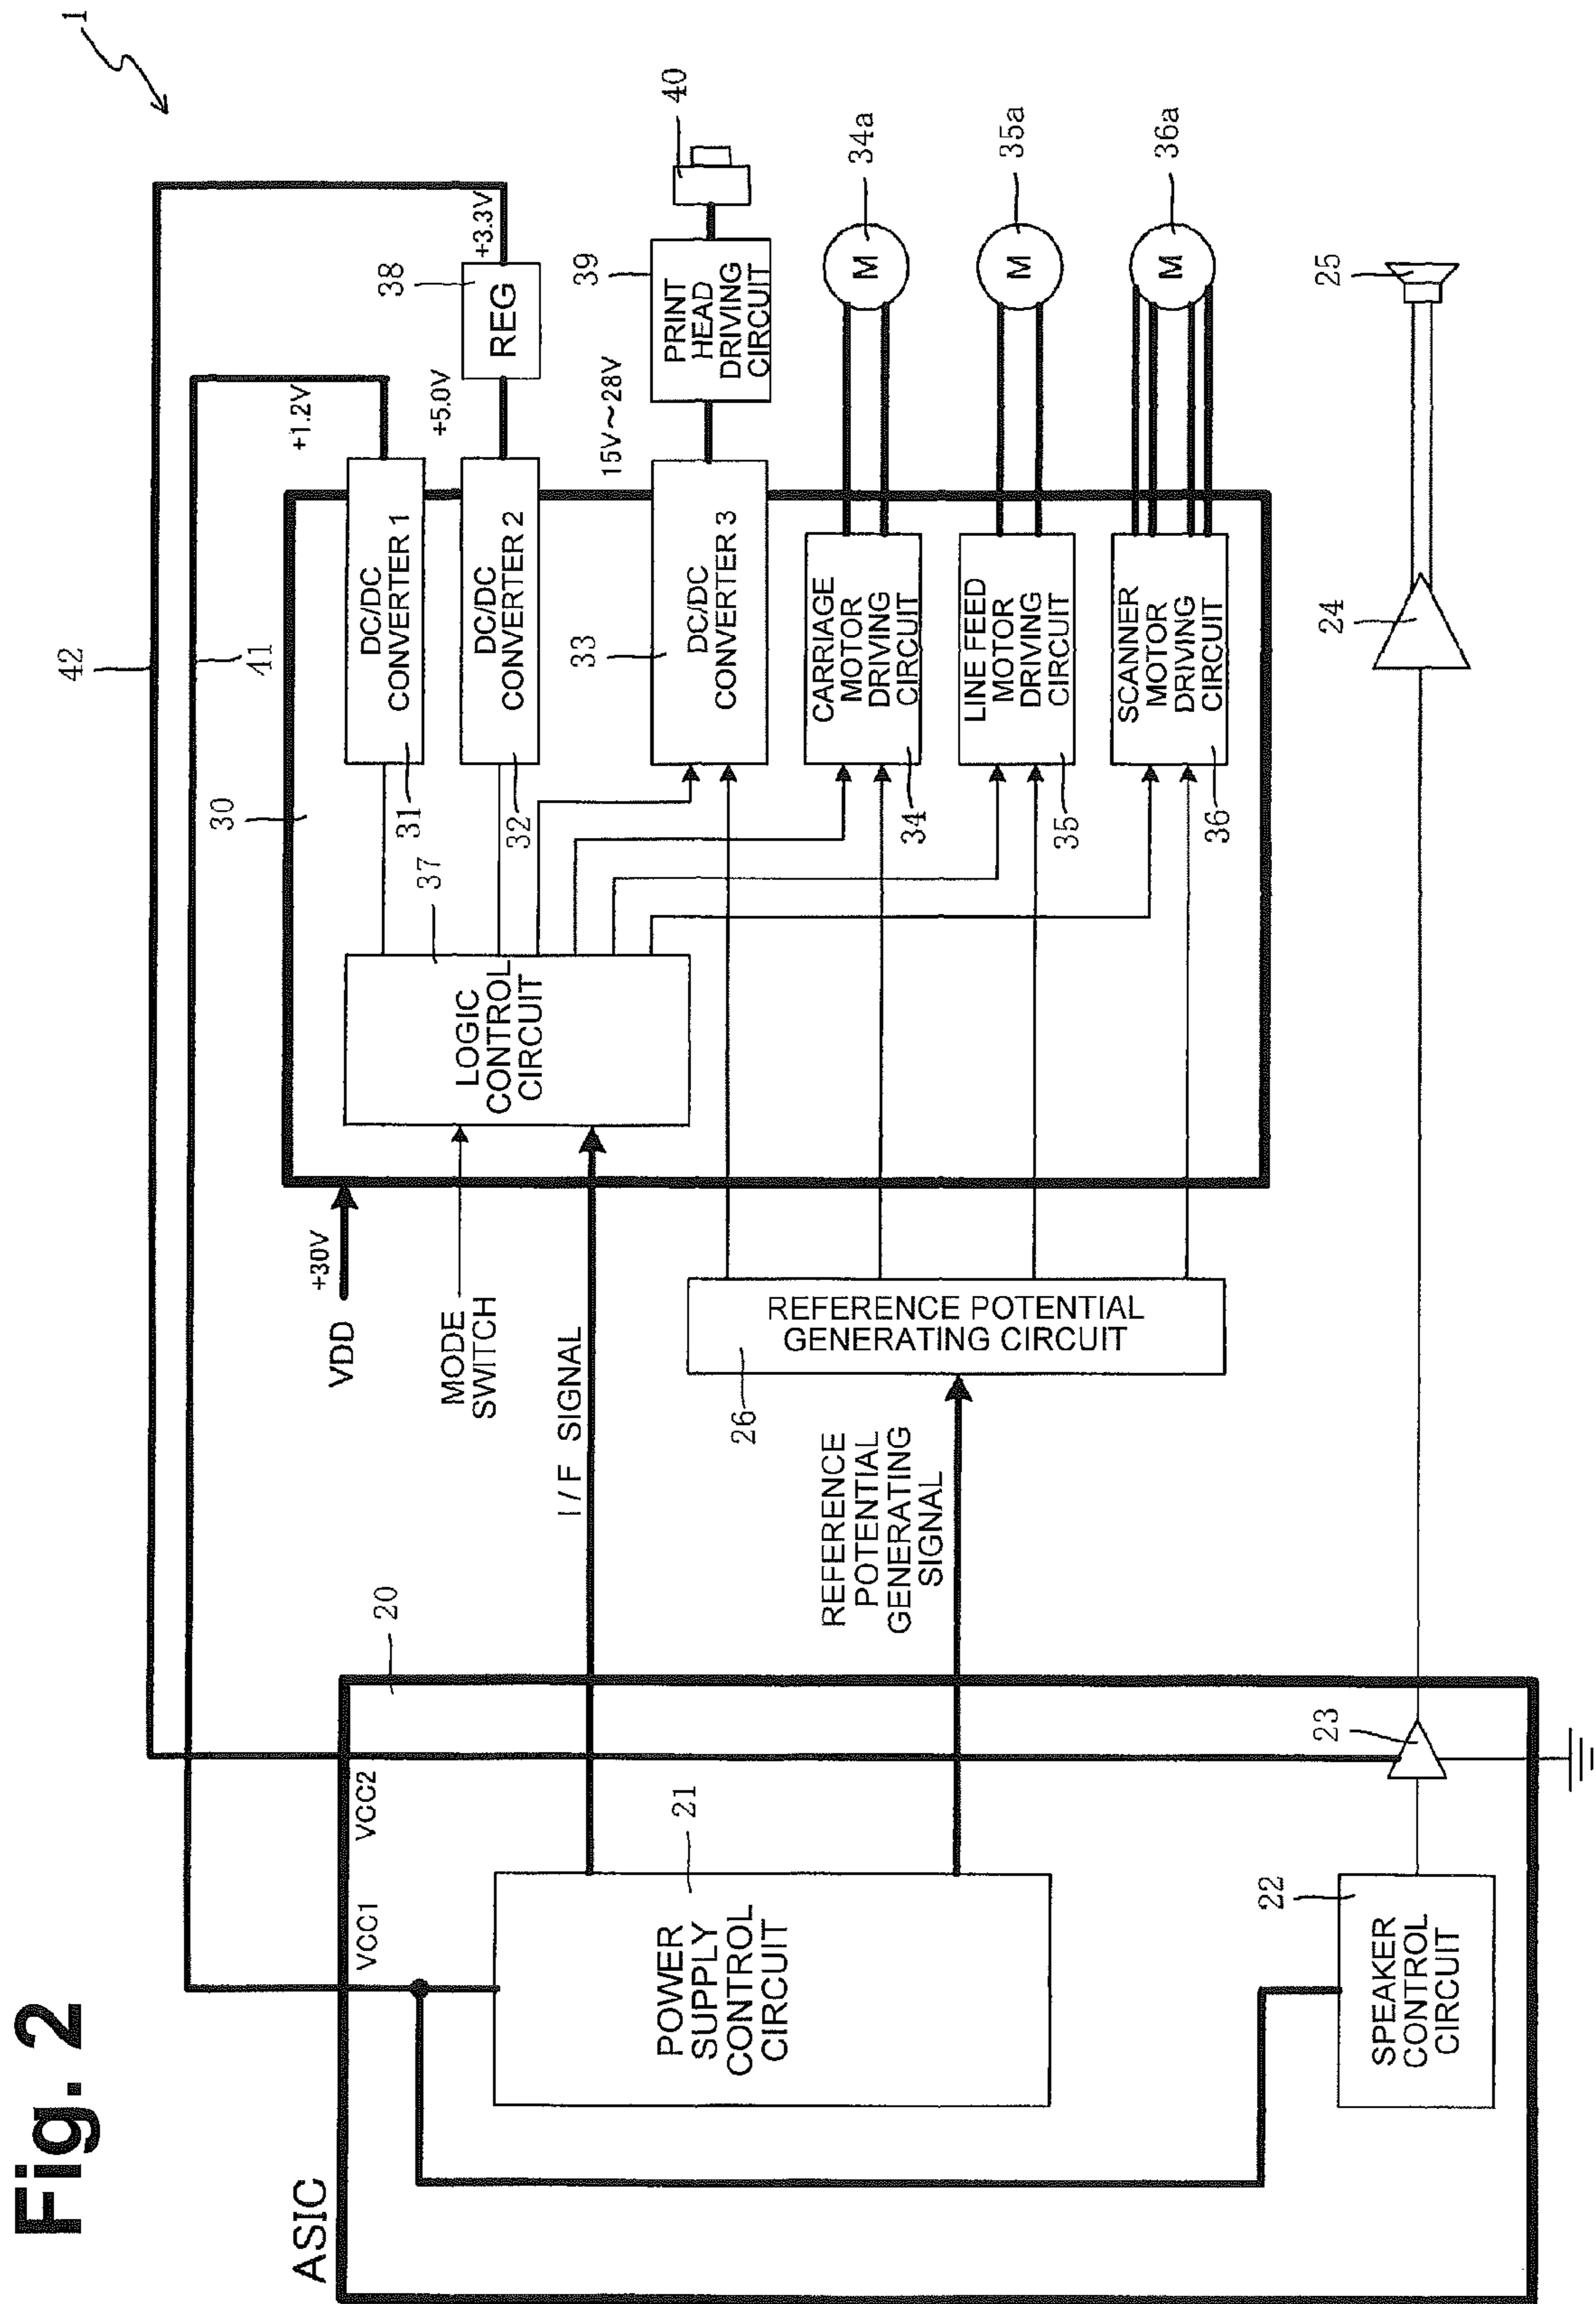 Fig. 2
1
42
41
+1.2V
+5.0V
38
REG
+3.3V
30
DC/DC
CONVERTER 1
31
DC/DC
CONVERTER 2
32
15V～28V
33
DC/DC
CONVERTER 3
39
PRINT
HEAD
DRIVING
CIRCUIT
40
37
LOGIC
CONTROL
CIRCUIT
CARRIAGE
MOTOR
DRIVING
CIRCUIT
34
M
34a
LINE FEED
MOTOR
DRIVING
CIRCUIT
35
M
35a
SCANNER
MOTOR
DRIVING
CIRCUIT
36
M
36a
VDD
+30V
MODE
SWITCH
I/F SIGNAL
REFERENCE POTENTIAL
GENERATING CIRCUIT
26
REFERENCE
POTENTIAL
GENERATING
SIGNAL
ASIC
20
VCC1
VCC2
POWER
SUPPLY
CONTROL
CIRCUIT
21
SPEAKER
CONTROL
CIRCUIT
22
23
24
25